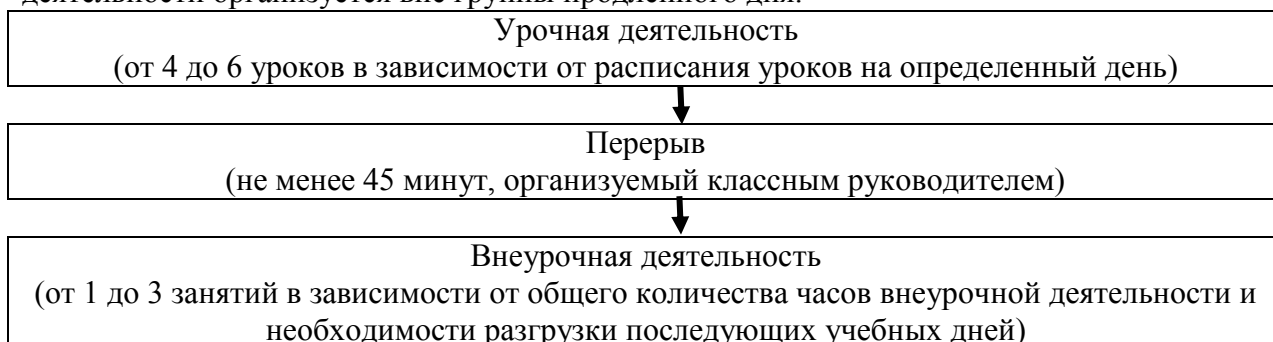 деятельности организуется вне группы продленного дня.
Урочная деятельность
(от 4 до 6 уроков в зависимости от расписания уроков на определенный день)
Перерыв
(не менее 45 минут, организуемый классным руководителем)
Внеурочная деятельность
(от 1 до 3 занятий в зависимости от общего количества часов внеурочной деятельности и
необходимости разгрузки последующих учебных дней)